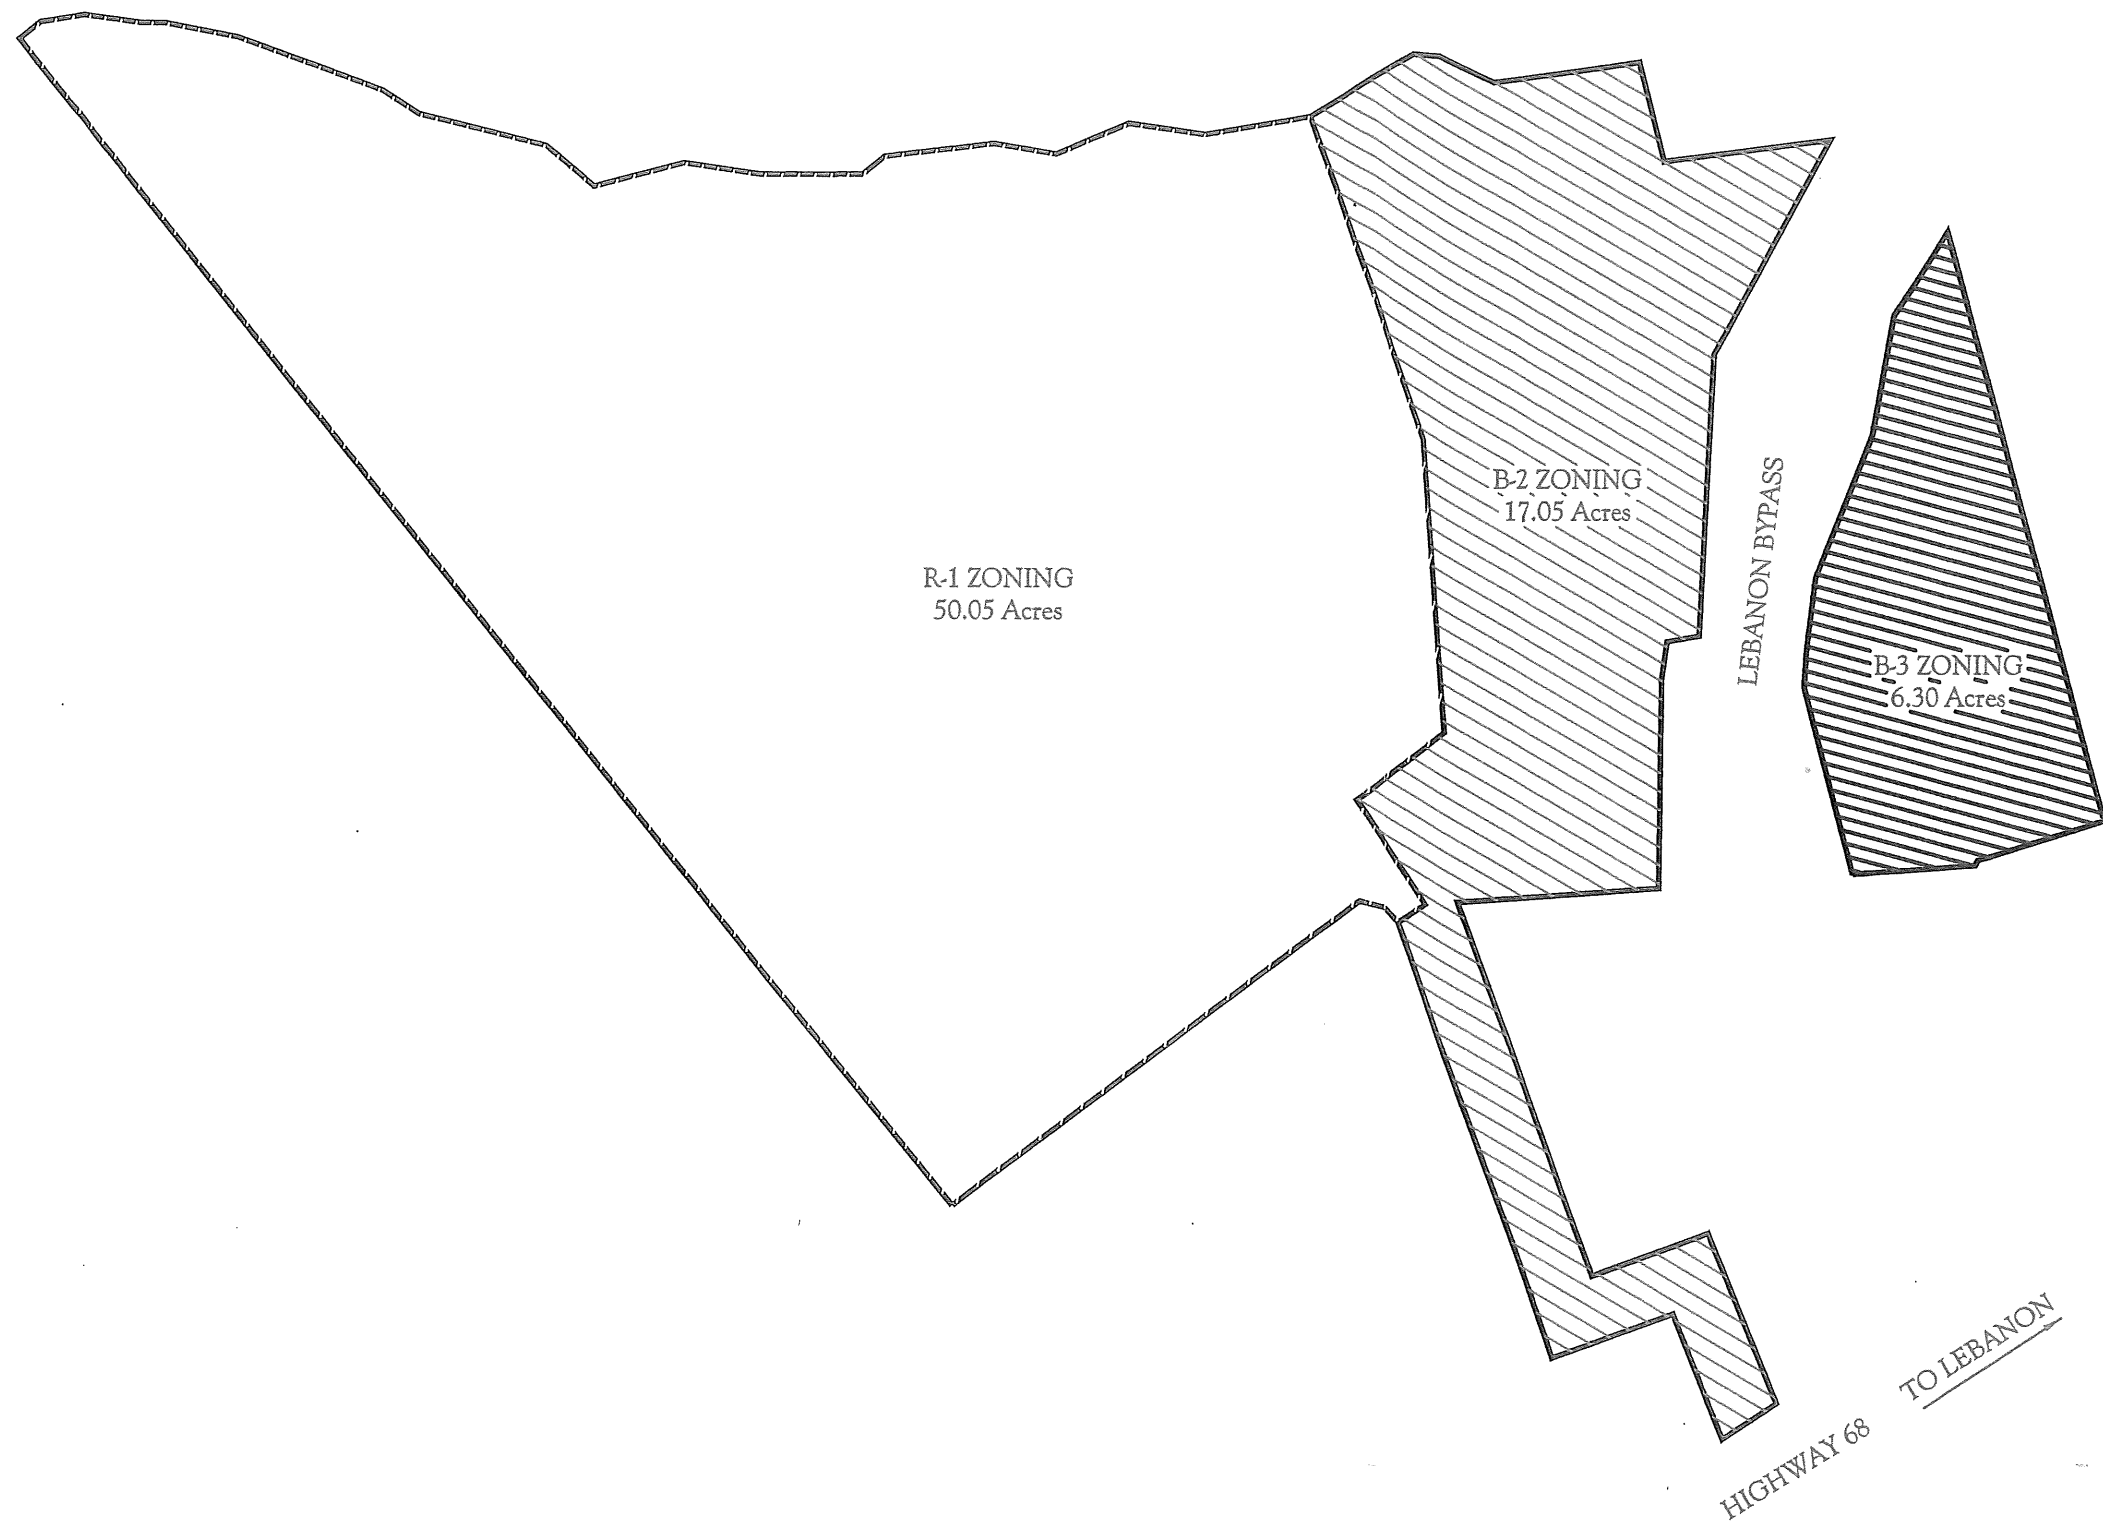 B-2 ZONING
17.05 Acres
LEBANON BYPASS
R-1 ZONING
50.05 Acres
B-3 ZONING
6.30 Acres
TO LEBANON
HIGHWAY 68